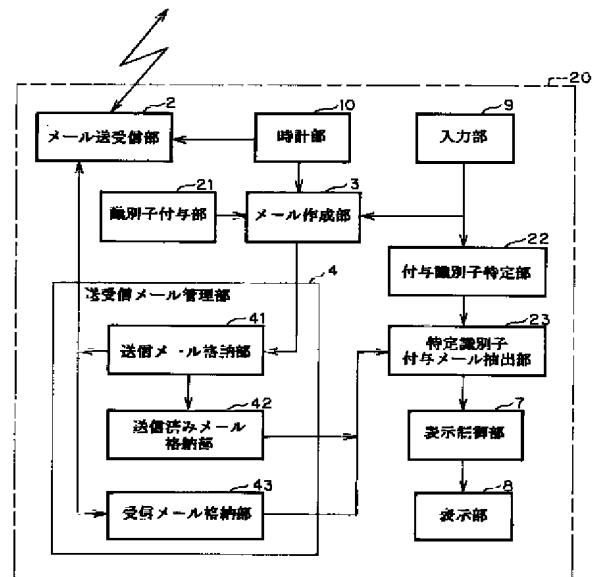 20
2
メール送受信部
10
時計部
9
入力部
21
識別子付与部
3
メール作成部
22
付与識別子特定部
4
送受信メール管理部
41
送信メール格納部
23
特定識別子
付与メール抽出部
42
送信済みメール
格納部
7
表示制御部
43
受信メール格納部
8
表示部